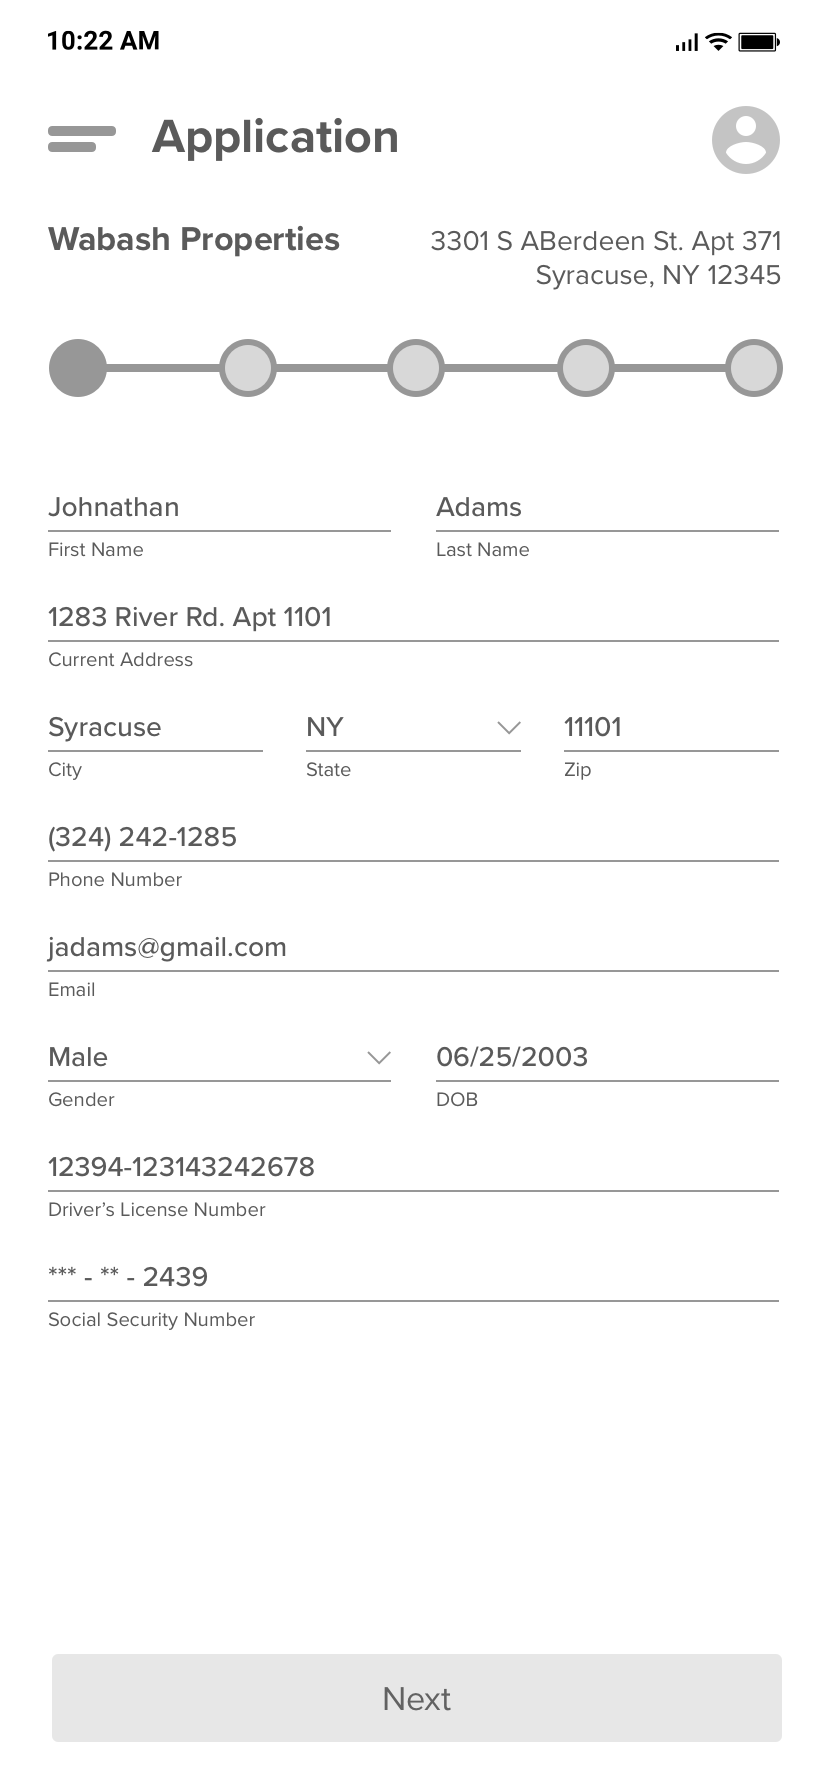 10:22 AM
Application
Wabash Properties
3301 S ABerdeen St. Apt 371
Syracuse, NY 12345
Johnathan
Adams
First Name
Last Name
1283 River Rd. Apt 1101
Current Address
Syracuse
NY
11101
City
State
Zip
(324) 242-1285
Phone Number
jadams@gmail.com
Email
Male
06/25/2003
Gender
DOB
12394-123143242678
Driver’s License Number
*** - ** - 2439
Social Security Number
Next